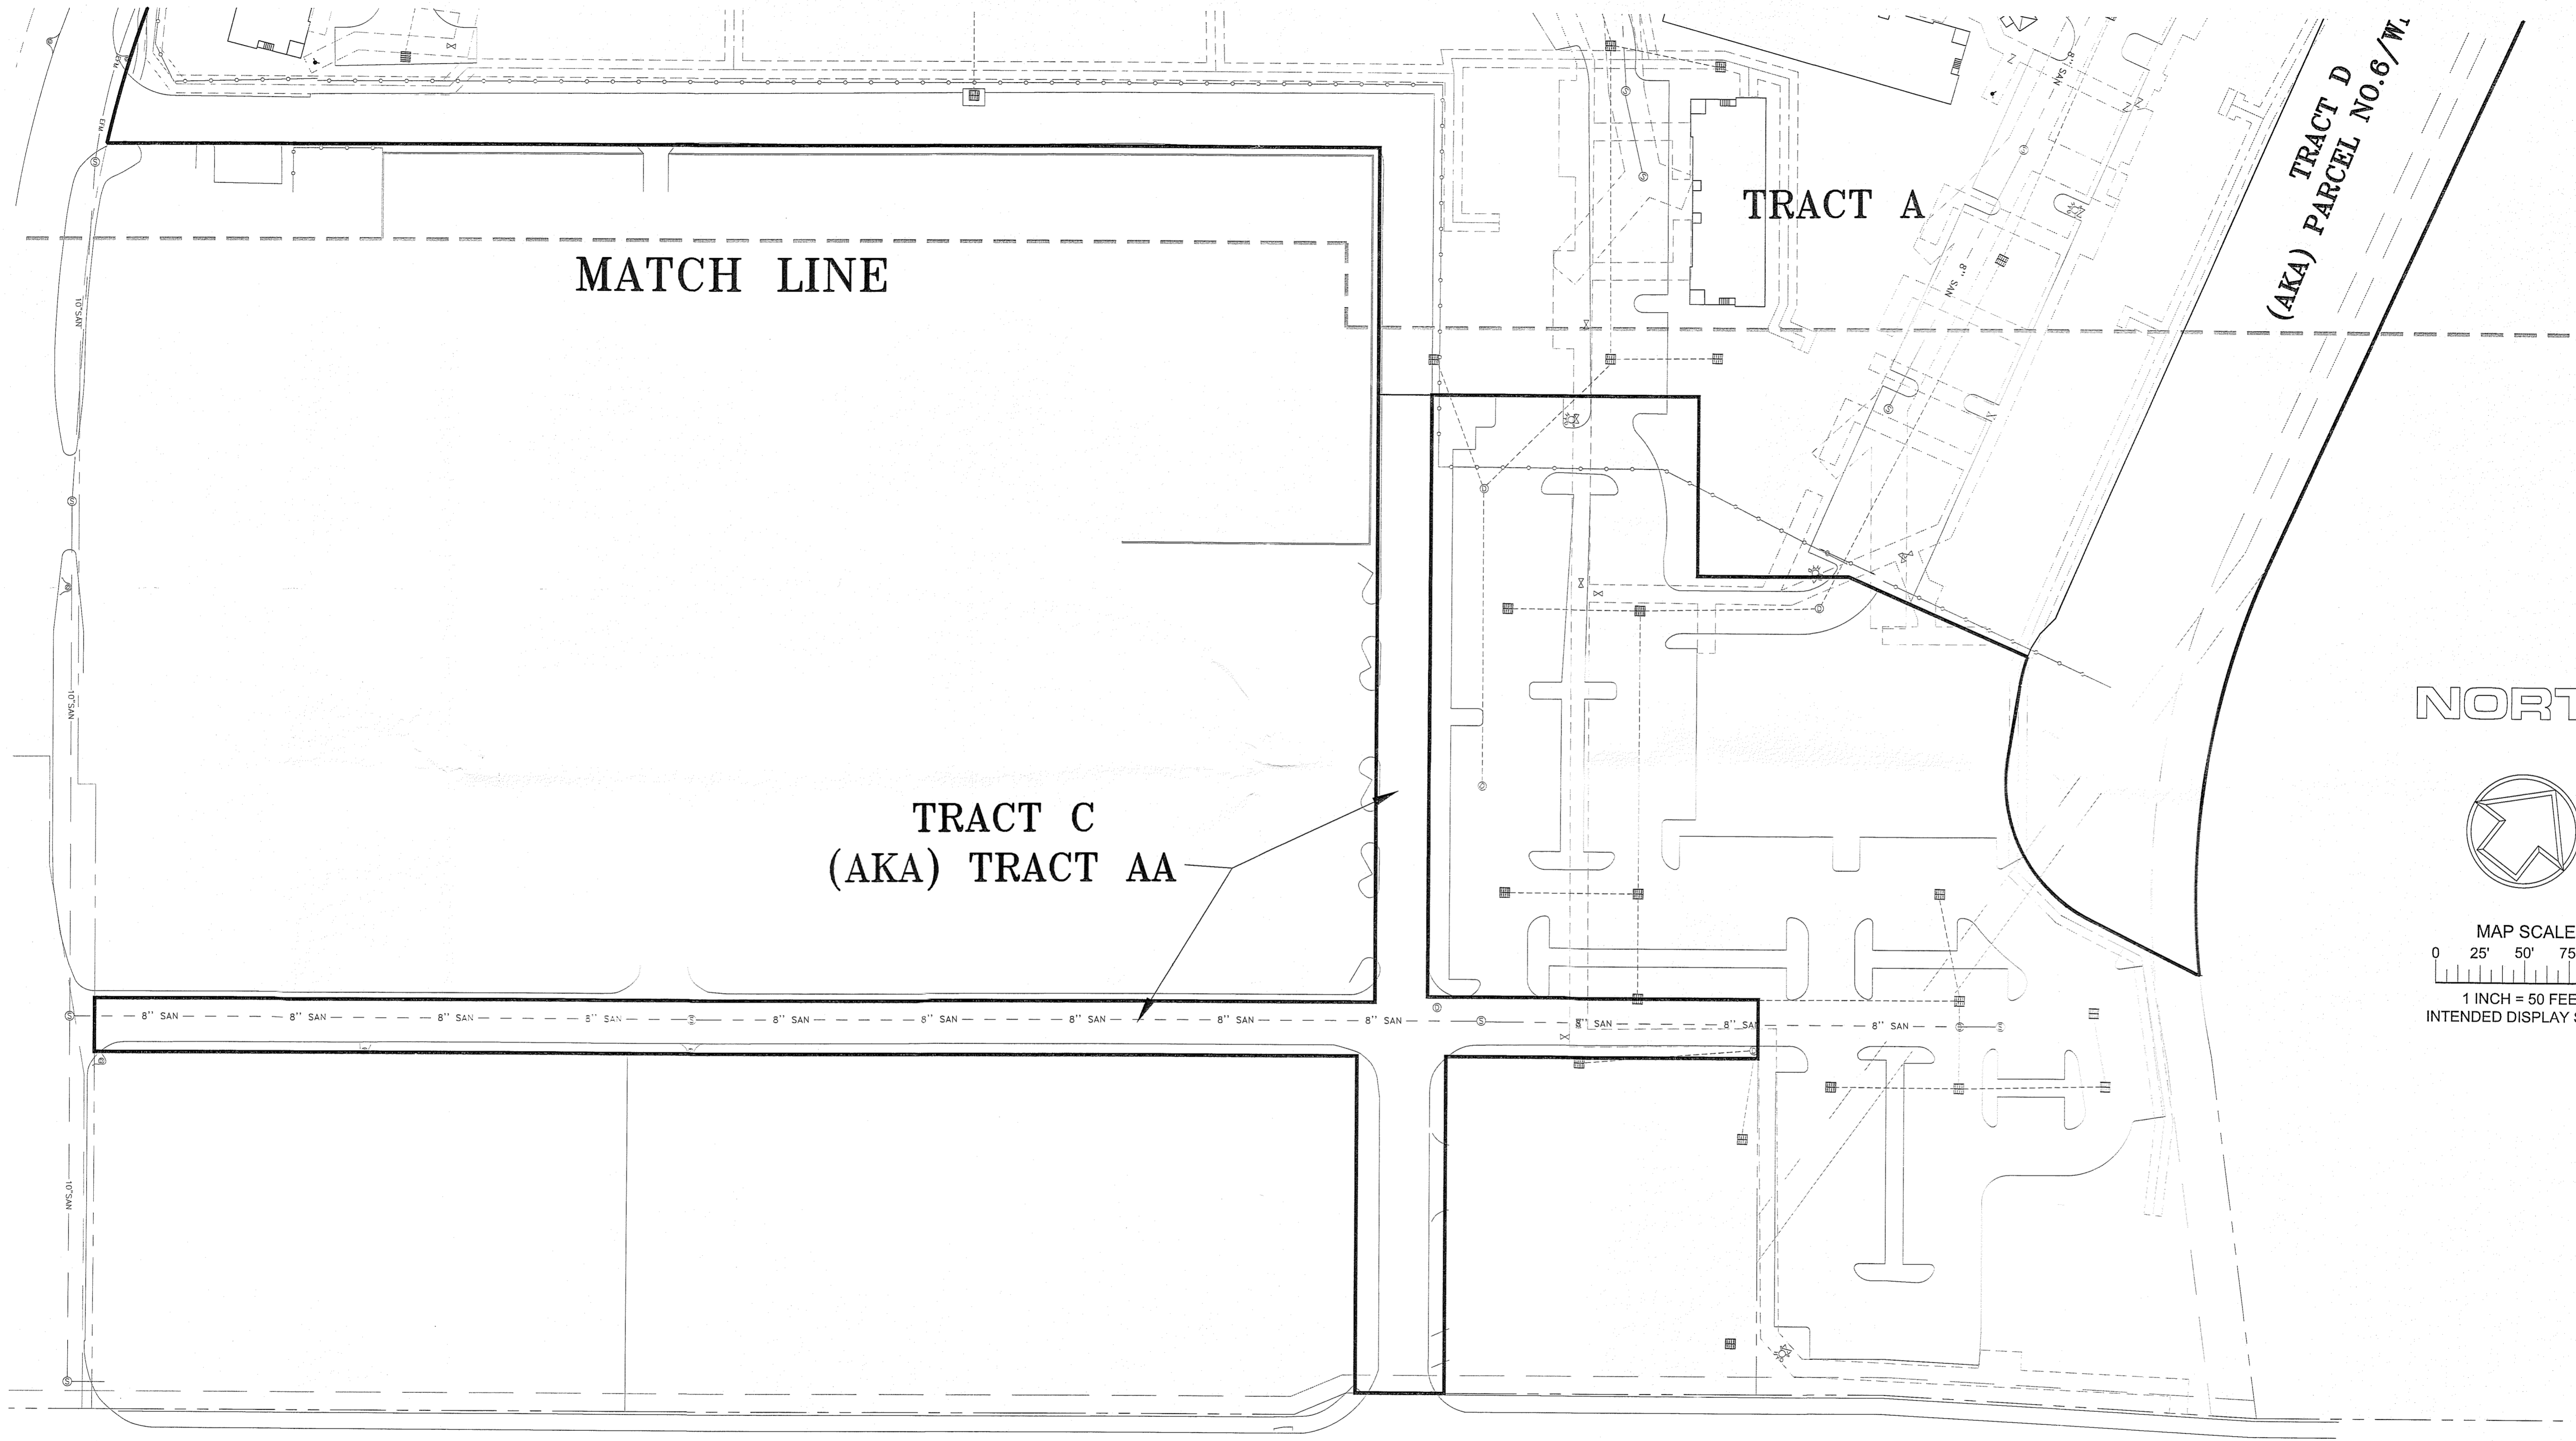 TRACT D
(AKA) PARCEL NO.6/W
TRACT A
MATCH LINE
EFM
EFM
8" SAN
8" SAN
10"SAN
10"SAN
10"SAN
TRACT C
(AKA) TRACT AA
8'' SAN
8'' SAN
8'' SAN
8'' SAN
8'' SAN
8'' SAN
8'' SAN
8'' SAN
8'' SAN
8'' SAN
8'' SAN
8'' SAN
NORT
MAP SCALE
0 25' 50' 75
1 INCH = 50 FEE
INTENDED DISPLAY S